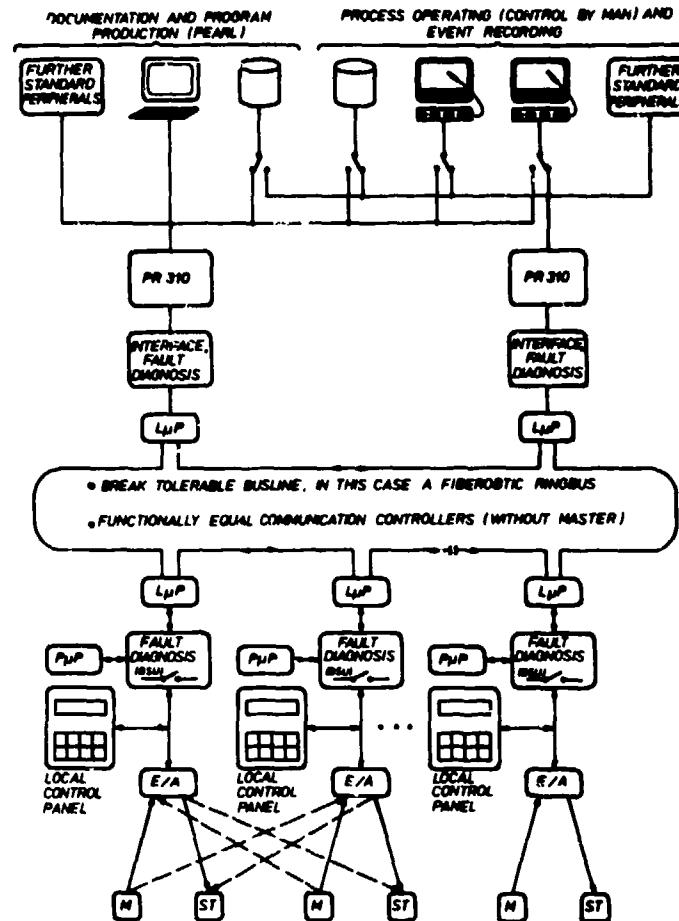 DOCUMENTATION AND PROGRAM
PRODUCTION (PEARL)
PROCESS OPERATING (CONTROL BY MAN) AND
EVENT RECORDING
FURTHER
STANDARD
PERIPHERALS
FURTHER
STANDARD
PERIPHERALS
PR 310
PR 310
INTERFACE,
FAULT
DIAGNOSIS
INTERFACE,
FAULT
DIAGNOSIS
LμP
LμP
• BREAK TOLERABLE BUSLINE, IN THIS CASE A FIBEROBTIC RINGBUS
• FUNCTIONALLY EQUAL COMMUNICATION CONTROLLERS (WITHOUT MASTER)
LμP
LμP
LμP
PμP
FAULT
DIAGNOSIS
PμP
FAULT
DIAGNOSIS
PμP
FAULT
DIAGNOSIS
• • •
LOCAL
CONTROL
PANEL
E/A
LOCAL
CONTROL
PANEL
E/A
LOCAL
CONTROL
PANEL
E/A
M
ST
M
ST
M
ST